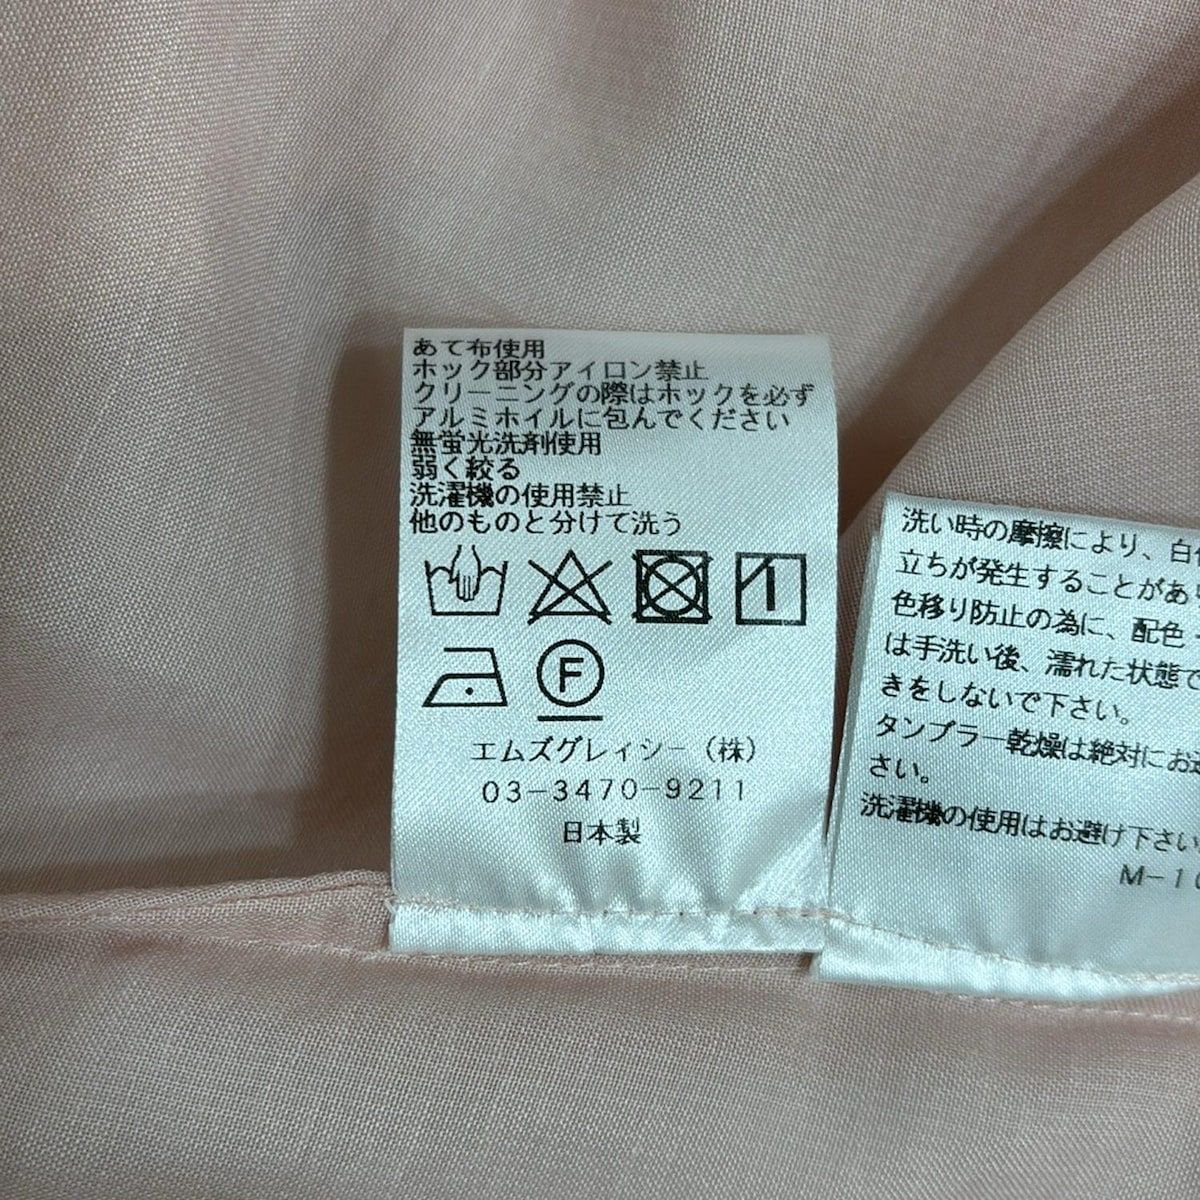 あて布使用
ホック部分アイロン禁止
クリーニングの際はホックを必ず
アルミホイルに包んでください
無蛍光洗剤使用
弱く絞る
洗濯機の使用禁止
他のものと分けて洗う
F
エムズグレィシー（株）
03-3470-9211
日本製
洗い時の摩擦により、白
立ちが発生することがあ
色移り防止の為に、配色
は手洗い後、濡れた状態で
きをしないで下さい。
タンブラー乾燥は絶対にお
さい。
洗濯機の使用はお避け下さい
M-1